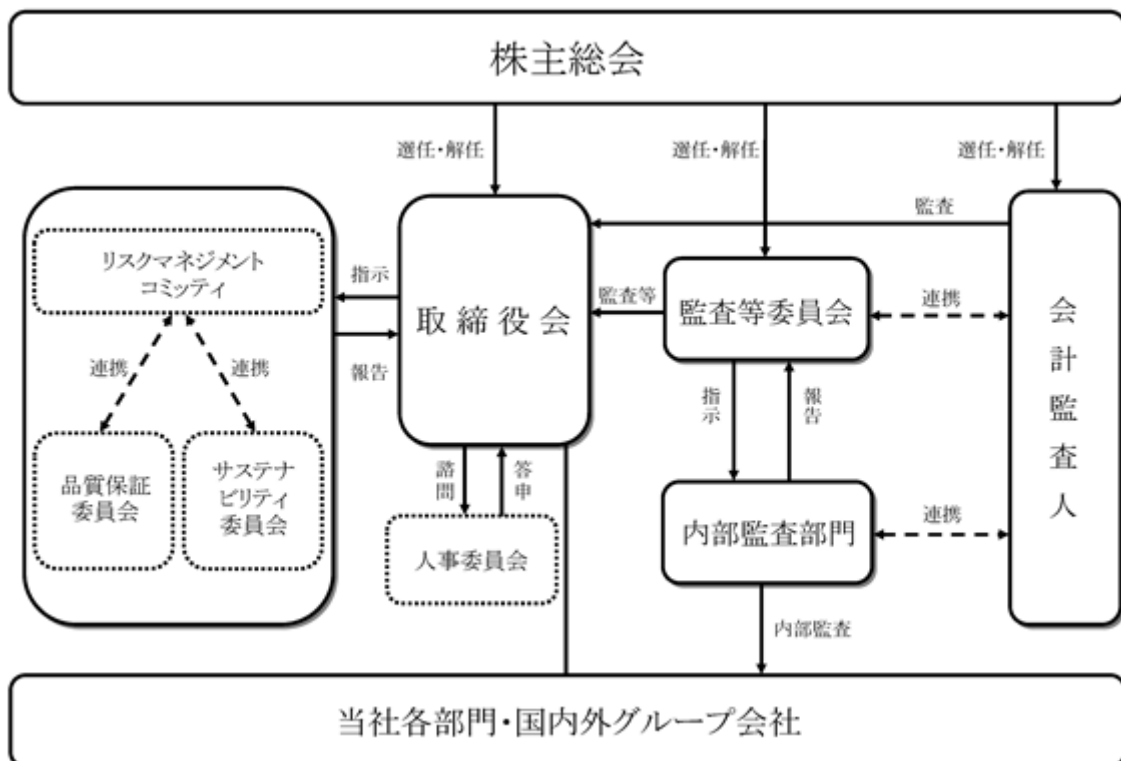 株主総会
選任・解任
選任・解任
選任・解任
監査
リスクマネジメント
コミッティ
指示
取締役会
監査等
監査等委員会
連携
会計監査人
連携
連携
報告
指示
報告
品質保証
委員会
サステナ
ビリティ
委員会
諮問
答申
人事委員会
内部監査部門
連携
内部監査
当社各部門・国内外グループ会社